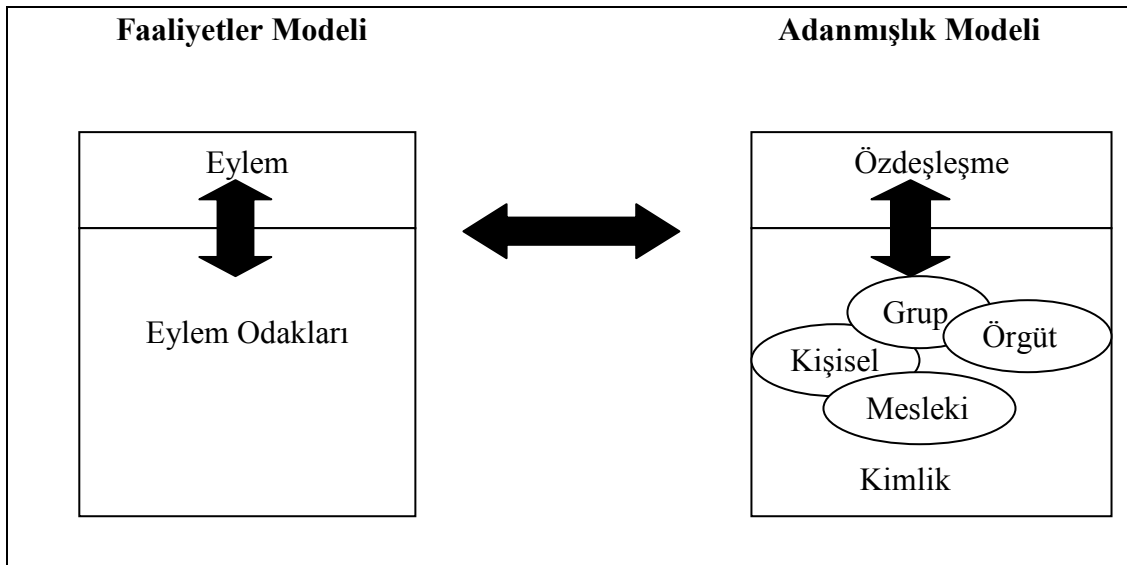 Faaliyetler Modeli
Adanmışlık Modeli
Eylem
Eylem Odakları
Özdeşleşme
Grup
Örgüt
Kişisel
Mesleki
Kimlik